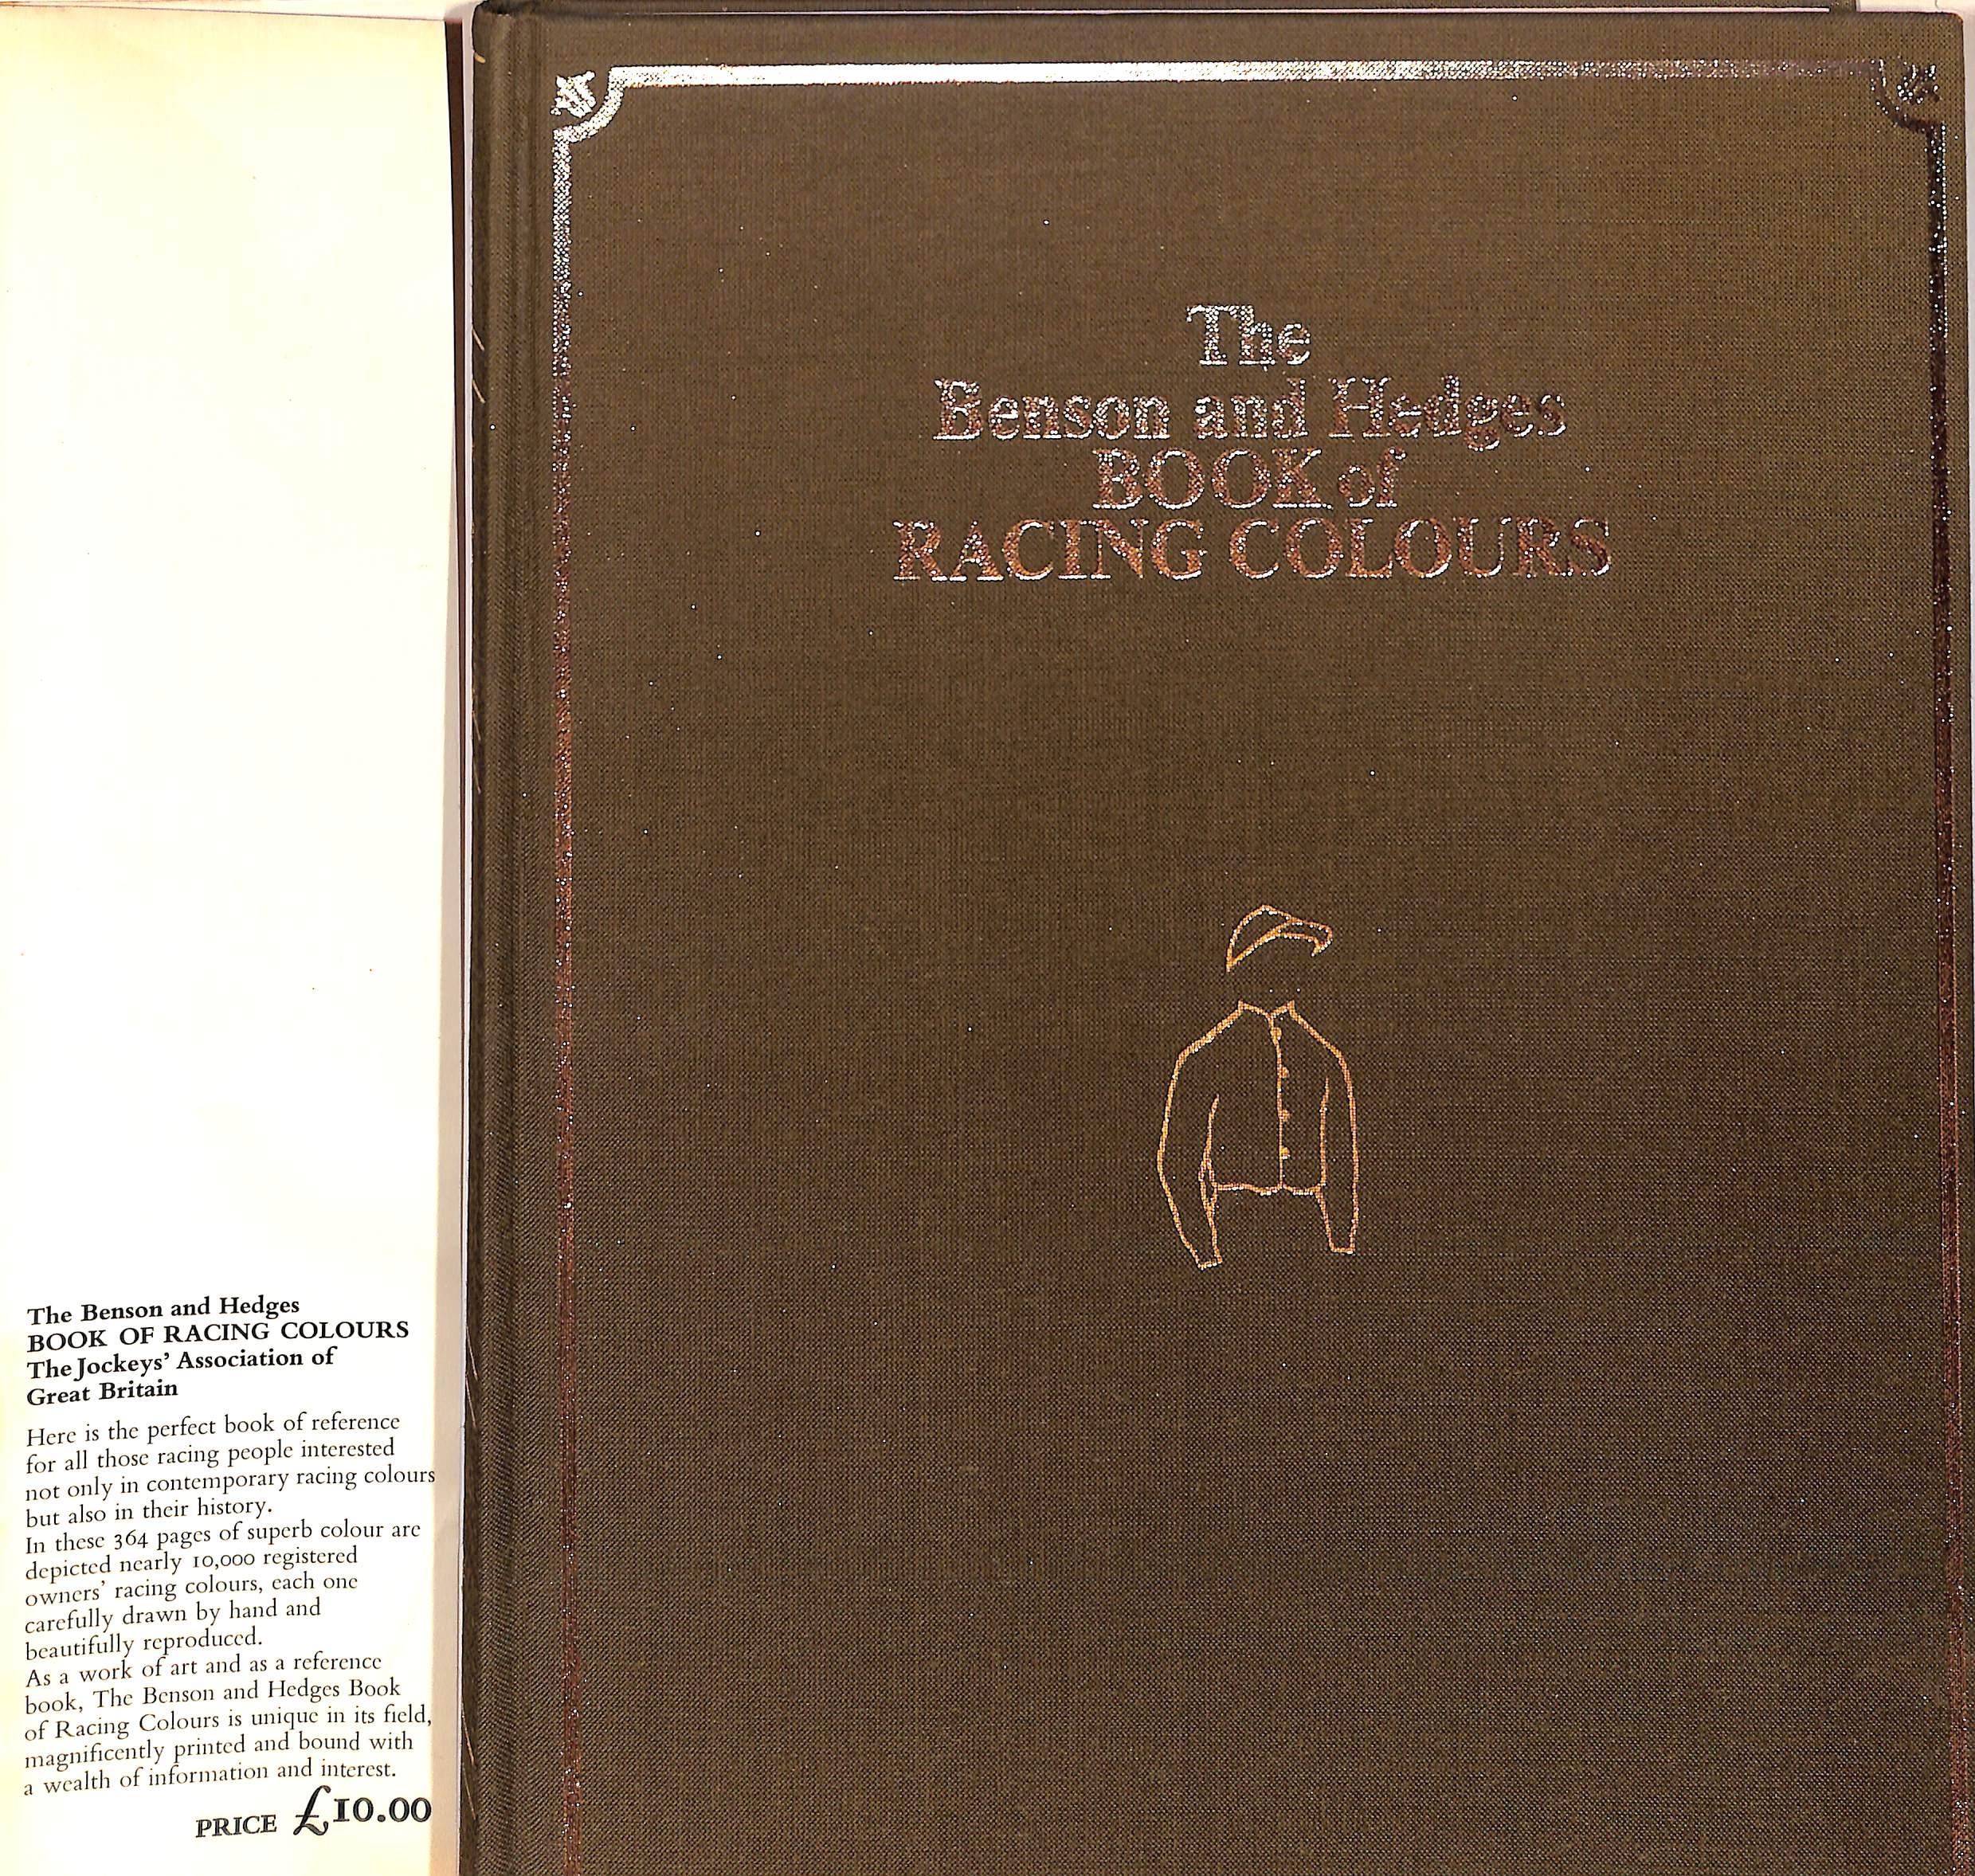 The Benson and Hedges
BOOK OF RACING COLOURS
The Jockeys' Association of
Great Britain
Here is the perfect book of reference
for all those racing people interested
not only in contemporary racing colours
but also in their history.
In these 364 pages of superb colour are
depicted nearly 10,000 registered
owners' racing colours, each one
carefully drawn by hand and
beautifully reproduced.
As a work of art and as a reference
book, The Benson and Hedges Book
of Racing Colours is unique in its field,
magnificently printed and bound with
a wealth of information and interest.
PRICE £10.00
The
Benson and Hedges
BOOK of
RACING COLOURS